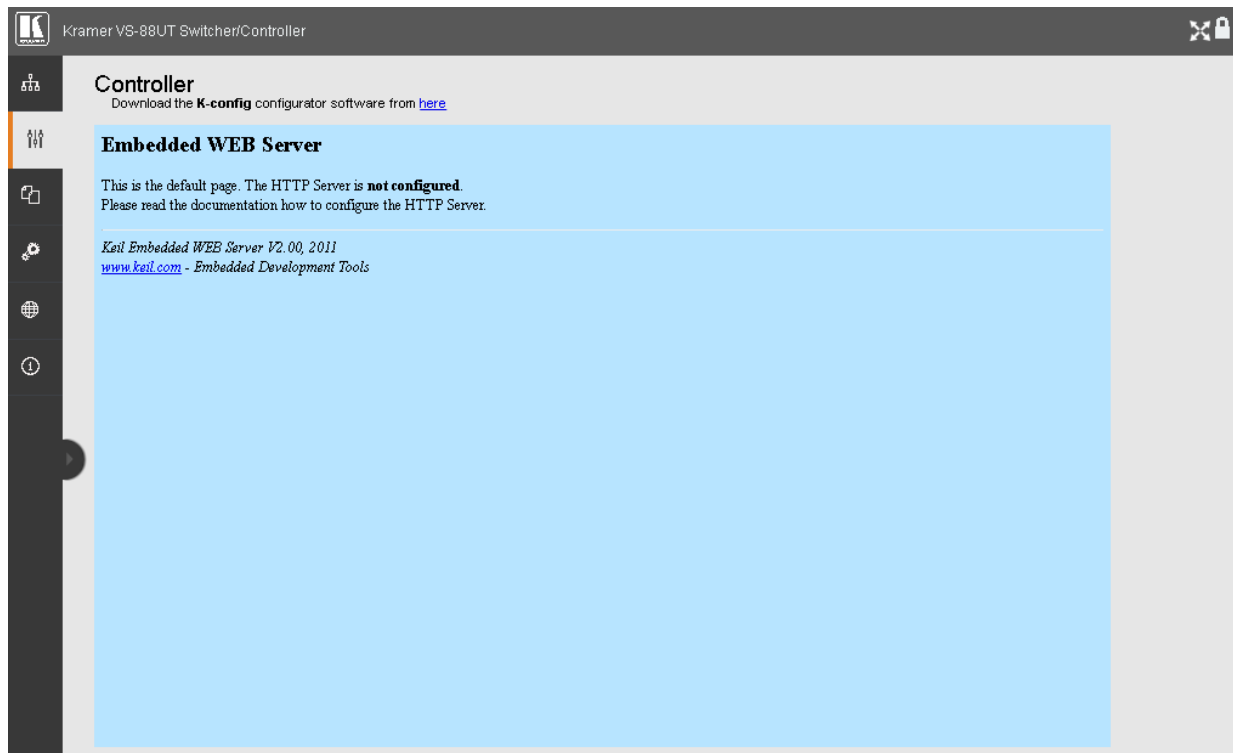 Kramer VS-88UT Switcher/Controller
Controller
Download the K-config configurator software from here
Embedded WEB Server
This is the default page. The HTTP Server is not configured.
Please read the documentation how to configure the HTTP Server.
Keil Embedded WEB Server V2.00, 2011
www.keil.com - Embedded Development Tools